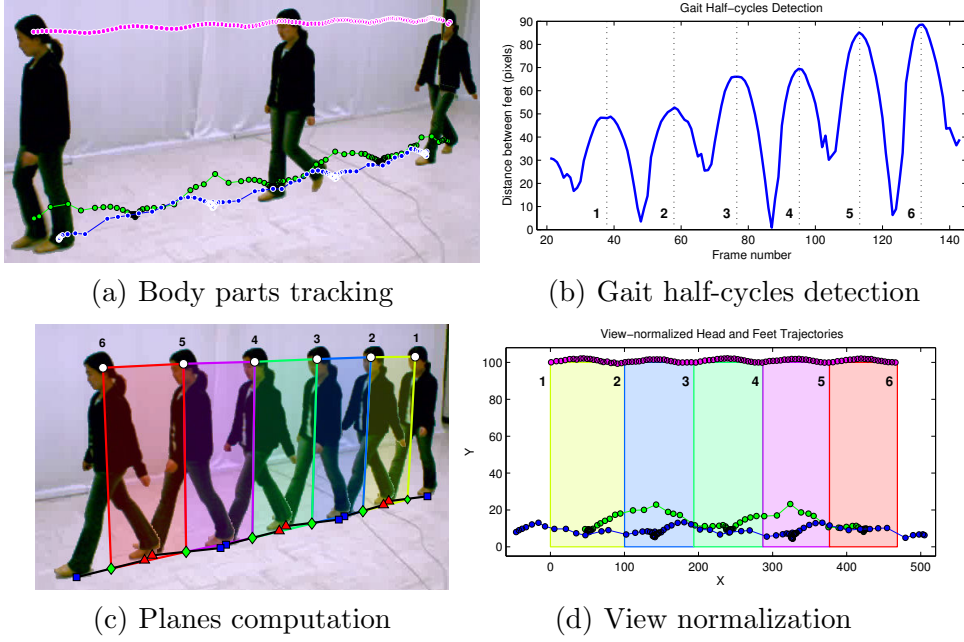 Gait Half−cycles Detection
Distance between feet (pixels)
90
80
70
60
50
40
30
20
10
0
1 2 3 4 5 6
20 40 60 80 100 120 140
Frame number
(a) Body parts tracking
(b) Gait half-cycles detection
6 5 4 3 2 1
View−normalized Head and Feet Trajectories
Y
100
80
60
40
20
0
1 2 3 4 5 6
0 100 200 300 400 500
X
(c) Planes computation
(d) View normalization